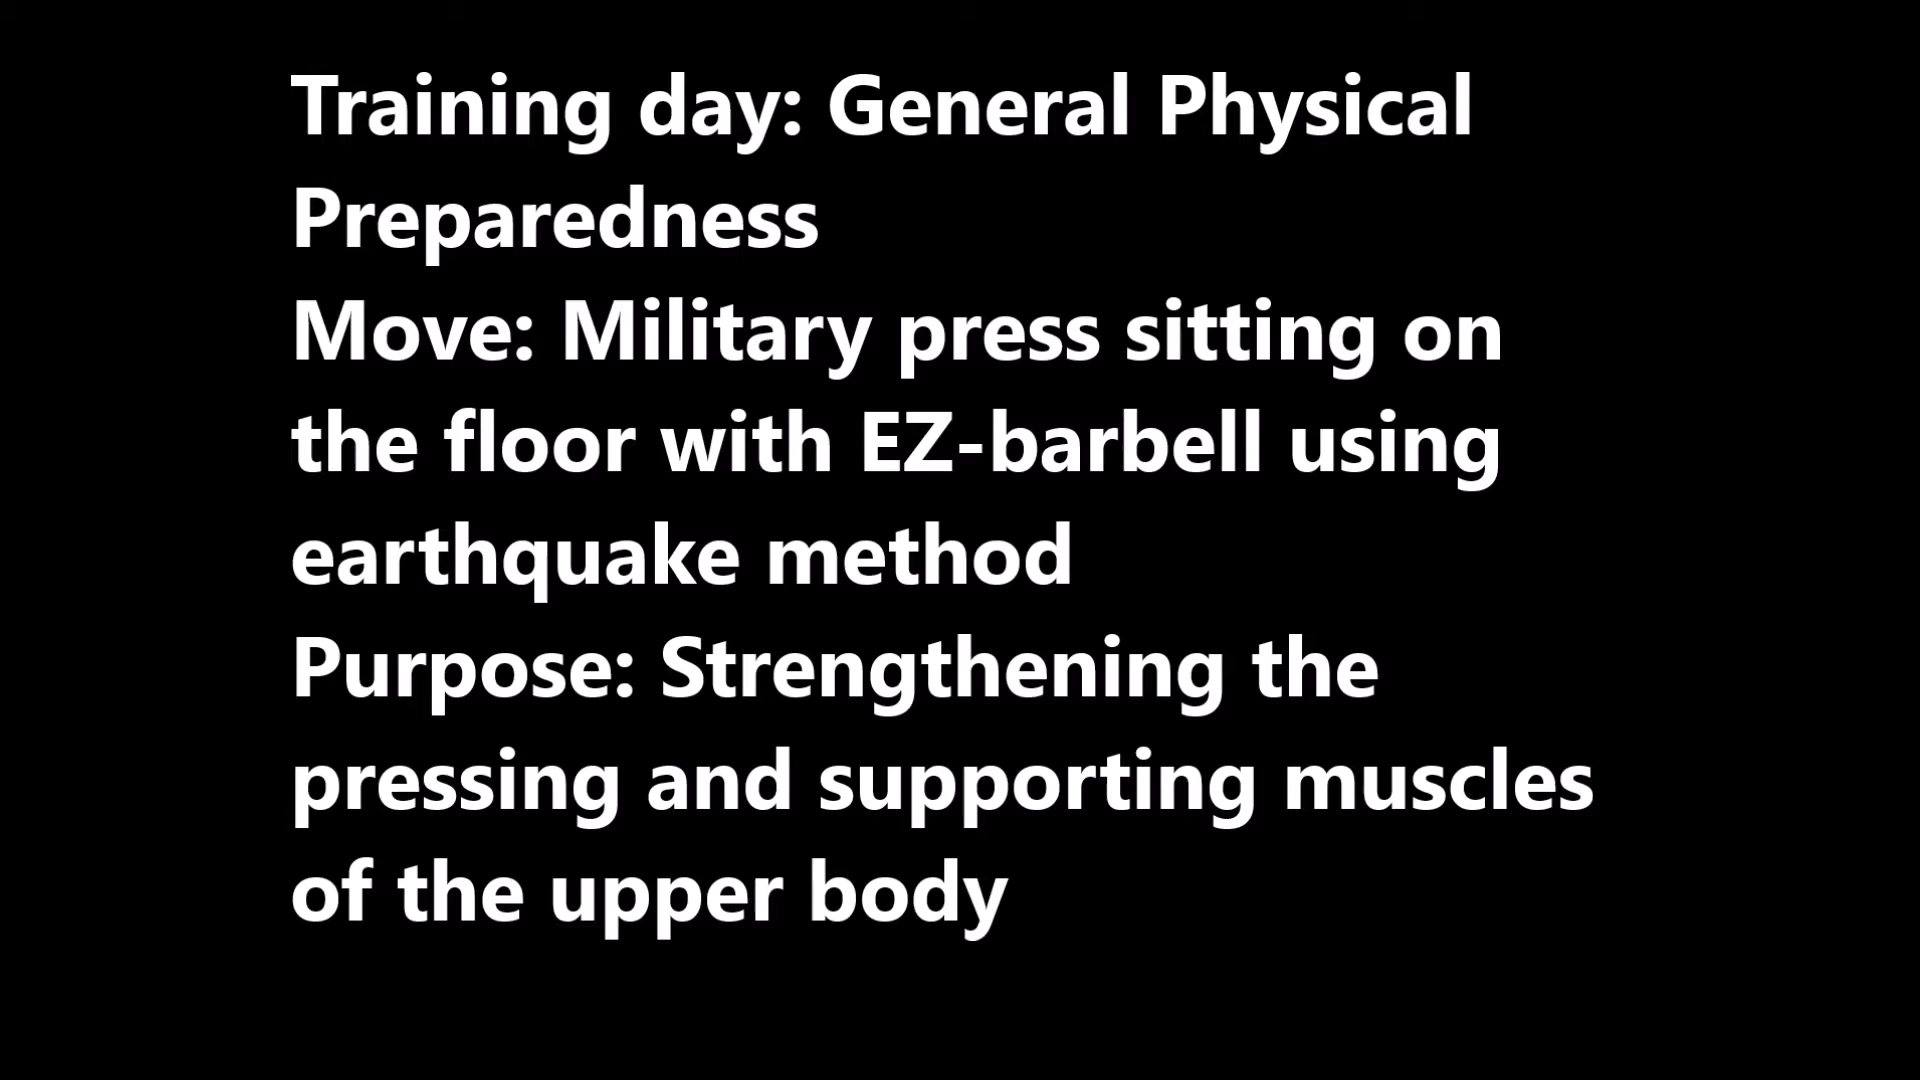 Training day: General Physical
Preparedness
Move: Military press sitting on
the floor with EZ-barbell using
earthquake method
Purpose: Strengthening the
pressing and supporting muscles
of the upper body